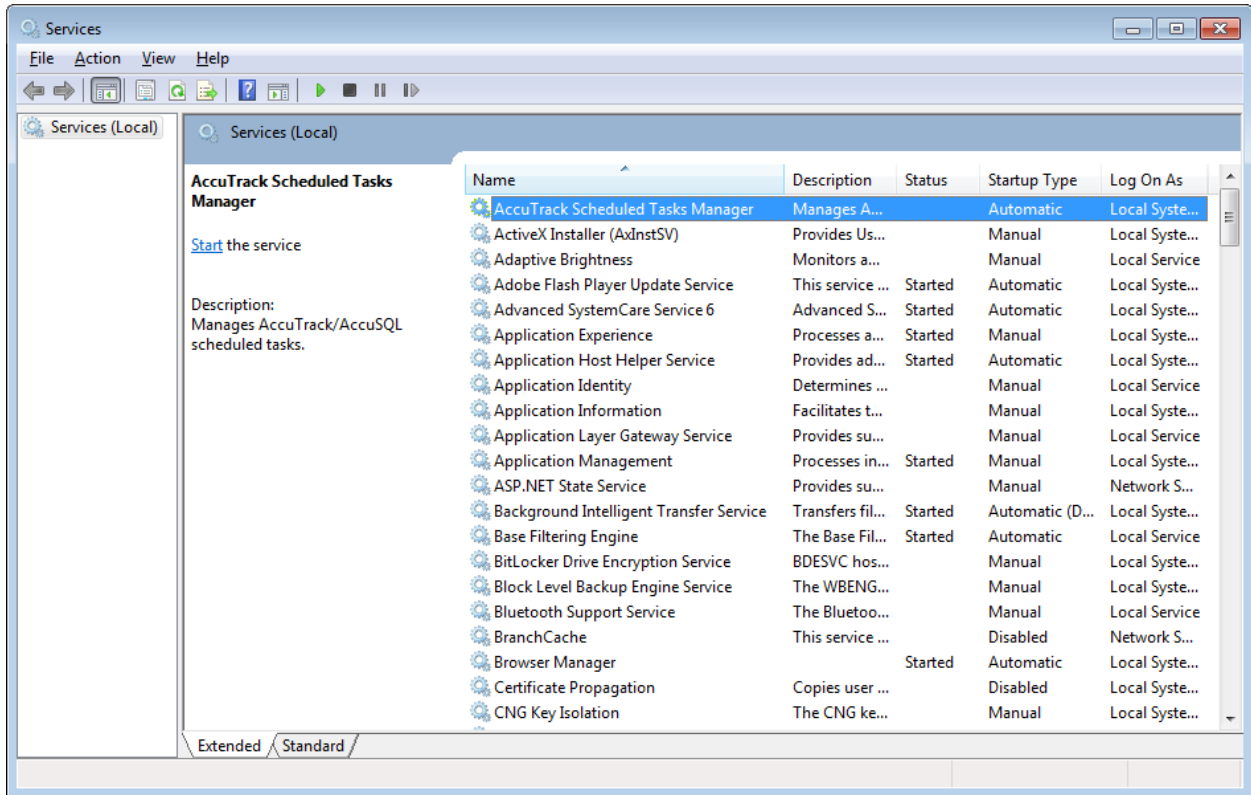 Services
File Action View Help
Services (Local)
Services (Local)
AccuTrack Scheduled Tasks
Manager
Start the service
Description:
Manages AccuTrack/AccuSQL
scheduled tasks.
Name Description Status Startup Type Log On As
AccuTrack Scheduled Tasks Manager Manages A... Automatic Local Syste...
ActiveX Installer (AxInstSV) Provides Us... Manual Local Syste...
Adaptive Brightness Monitors a... Manual Local Service
Adobe Flash Player Update Service This service ... Started Automatic Local Syste...
Advanced SystemCare Service 6 Advanced S... Started Automatic Local Syste...
Application Experience Processes a... Started Manual Local Syste...
Application Host Helper Service Provides ad... Started Automatic Local Syste...
Application Identity Determines ... Manual Local Service
Application Information Facilitates t... Manual Local Syste...
Application Layer Gateway Service Provides su... Manual Local Service
Application Management Processes in... Started Manual Local Syste...
ASP.NET State Service Provides su... Manual Network S...
Background Intelligent Transfer Service Transfers fil... Started Automatic (D... Local Syste...
Base Filtering Engine The Base Fil... Started Automatic Local Service
BitLocker Drive Encryption Service BDESVC hos... Manual Local Syste...
Block Level Backup Engine Service The WBENG... Manual Local Syste...
Bluetooth Support Service The Bluetoo... Manual Local Service
BranchCache This service ... Disabled Network S...
Browser Manager Started Automatic Local Syste...
Certificate Propagation Copies user ... Disabled Local Syste...
CNG Key Isolation The CNG ke... Manual Local Syste...
Extended Standard